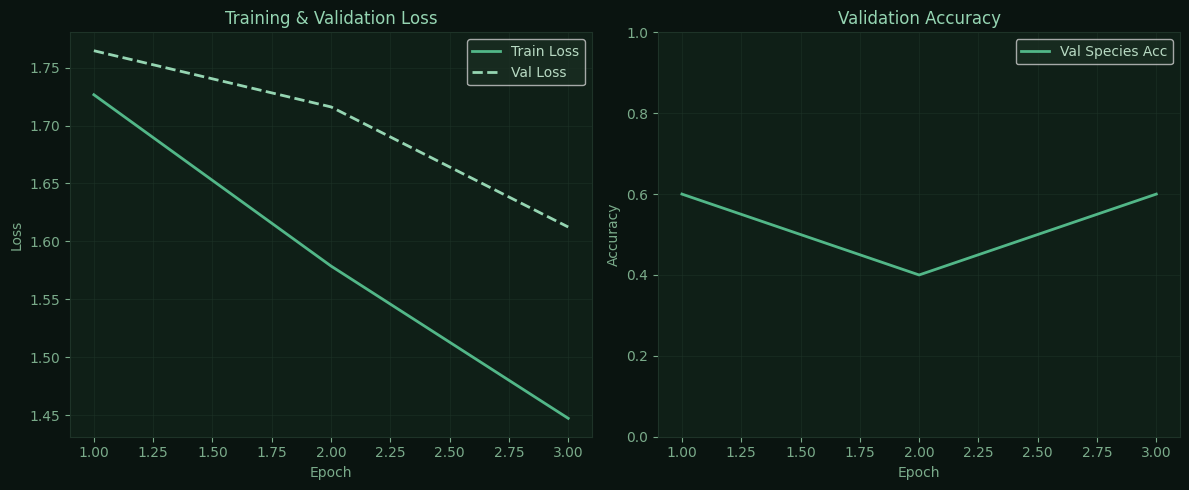 Training & Validation Loss
Train Loss
Val Loss
1.75
1.70
1.65
1.60
1.55
1.50
1.45
Loss
1.00 1.25 1.50 1.75 2.00 2.25 2.50 2.75 3.00
Epoch
Validation Accuracy
Val Species Acc
1.0
0.8
0.6
0.4
0.2
0.0
Accuracy
1.00 1.25 1.50 1.75 2.00 2.25 2.50 2.75 3.00
Epoch